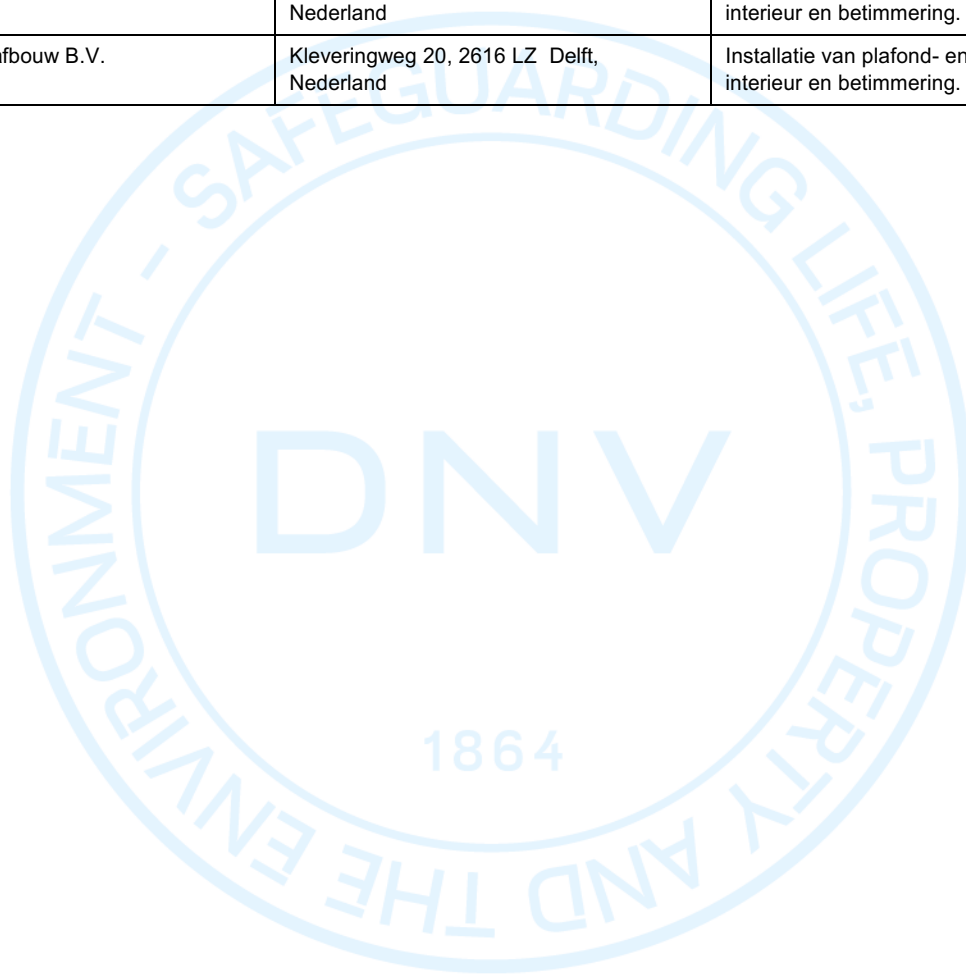 Nederland
interieur en betimmering.
afbouw B.V.
Kleveringweg 20, 2616 LZ Delft,
Nederland
Installatie van plafond- en
interieur en betimmering.
SAFEGUARDING LIFE, PROPERTY AND THE ENVIRONMENT -
DNV
1864